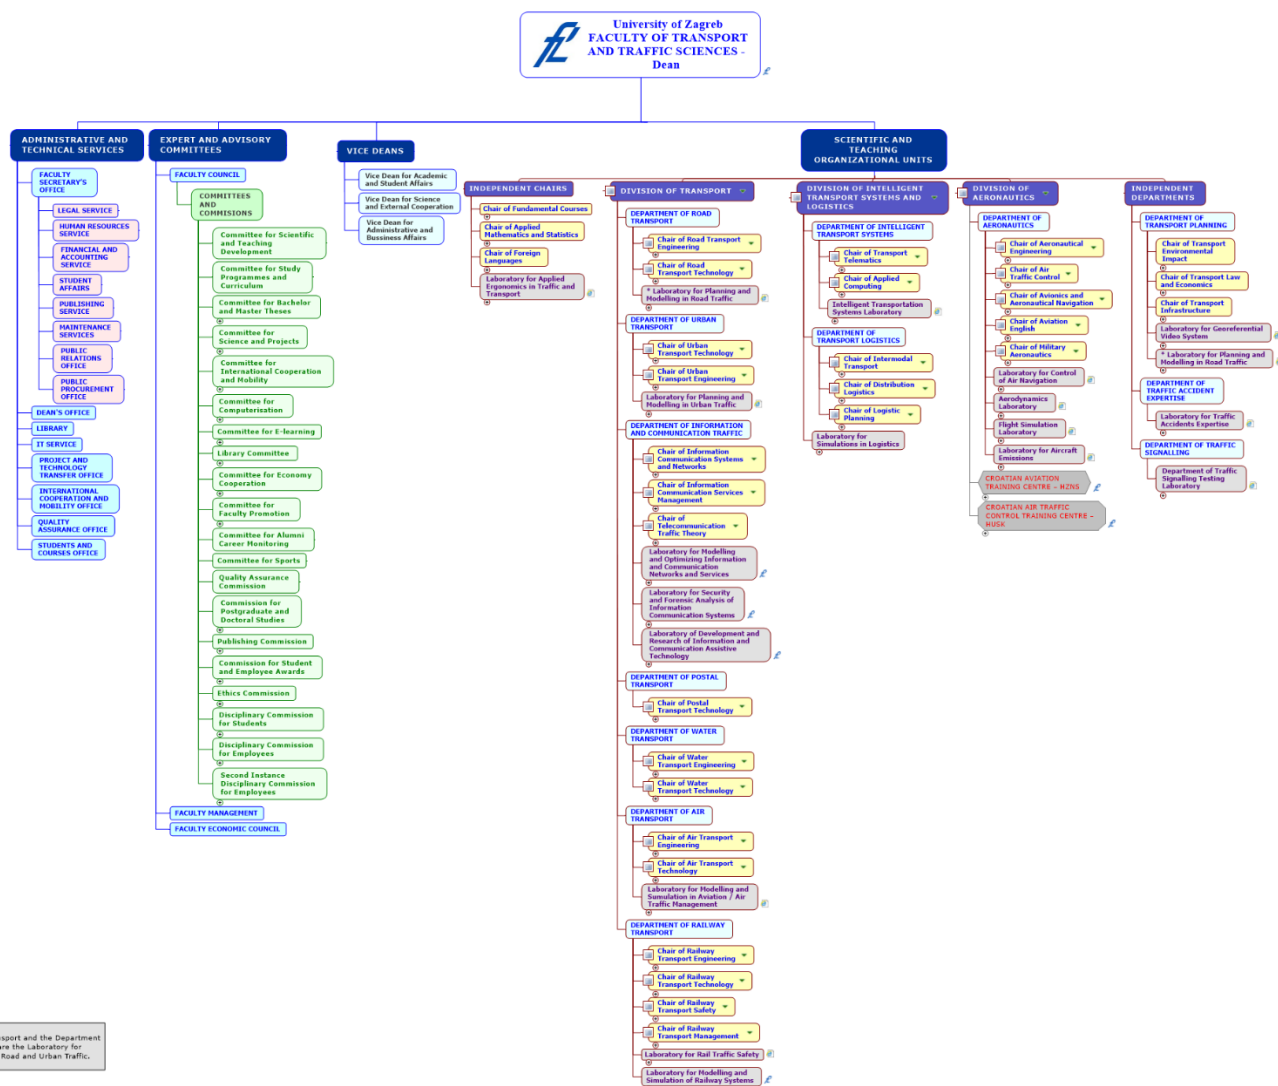 University of Zagreb
FACULTY OF TRANSPORT
AND TRAFFIC SCIENCES -
Dean
ADMINISTRATIVE AND
TECHNICAL SERVICES
FACULTY
SECRETARY'S
OFFICE
LEGAL SERVICE
HUMAN RESOURCES
SERVICE
FINANCIAL AND
ACCOUNTING
SERVICE
STUDENT
AFFAIRS
PUBLISHING
SERVICE
MAINTENANCE
SERVICES
PUBLIC
RELATIONS
OFFICE
PUBLIC
PROCUREMENT
OFFICE
DEAN'S OFFICE
LIBRARY
IT SERVICE
PROJECT AND
TECHNOLOGY
TRANSFER OFFICE
INTERNATIONAL
COOPERATION AND
MOBILITY OFFICE
QUALITY
ASSURANCE OFFICE
STUDENTS AND
COURSES OFFICE
EXPERT AND ADVISORY
COMMITTEES
FACULTY COUNCIL
COMMITTEES
AND
COMMISIONS
Committee for Scientific
and Teaching
Development
Committee for Study
Programmes and
Curriculum
Committee for Bachelor
and Master Theses
Committee for
Science and Projects
Committee for
International Cooperation
and Mobility
Committee for
Computerisation
Committee for E-learning
Library Committee
Committee for Economy
Cooperation
Committee for
Faculty Promotion
Committee for Alumni
Career Monitoring
Committee for Sports
Quality Assurance
Commission
Commission for
Postgraduate and
Doctoral Studies
Publishing Commission
Commission for Student
and Employee Awards
Ethics Commission
Disciplinary Commission
for Students
Disciplinary Commission
for Employees
Second Instance
Disciplinary Commission
for Employees
FACULTY MANAGEMENT
FACULTY ECONOMIC COUNCIL
VICE DEANS
Vice Dean for Academic
and Student Affairs
Vice Dean for Science
and External Cooperation
Vice Dean for
Administrative and
Bussiness Affairs
SCIENTIFIC AND
TEACHING
ORGANIZATIONAL UNITS
INDEPENDENT CHAIRS
Chair of Fundamental Courses
Chair of Applied
Mathematics and Statistics
Chair of Foreign
Languages
Laboratory for Applied
Ergonomics in Traffic and
Transport
DIVISION OF TRANSPORT
DEPARTMENT OF ROAD
TRANSPORT
Chair of Road Transport
Engineering
Chair of Road
Transport Technology
* Laboratory for Planning and
Modelling in Road Traffic
DEPARTMENT OF URBAN
TRANSPORT
Chair of Urban
Transport Technology
Chair of Urban
Transport Engineering
Laboratory for Planning and
Modelling in Urban Traffic
DEPARTMENT OF INFORMATION
AND COMMUNICATION TRAFFIC
Chair of Information
Communication Systems
and Networks
Chair of Information
Communication Services
Management
Chair of
Telecommunication
Traffic Theory
Laboratory for Modelling
and Optimizing Information
and Communication
Networks and Services
Laboratory for Security
and Forensic Analysis of
Information
Communication Systems
Laboratory of Development and
Research of Information and
Communication Assistive
Technology
DEPARTMENT OF POSTAL
TRANSPORT
Chair of Postal
Transport Technology
DEPARTMENT OF WATER
TRANSPORT
Chair of Water
Transport Engineering
Chair of Water
Transport Technology
DEPARTMENT OF AIR
TRANSPORT
Chair of Air Transport
Engineering
Chair of Air Transport
Technology
Laboratory for Modelling and
Sumulation in Aviation / Air
Traffic Management
DEPARTMENT OF RAILWAY
TRANSPORT
Chair of Railway
Transport Engineering
Chair of Railway
Transport Technology
Chair of Railway
Transport Safety
Chair of Railway
Transport Management
Laboratory for Rail Traffic Safety
Laboratory for Modelling and
Simulation of Railway Systems
DIVISION OF INTELLIGENT
TRANSPORT SYSTEMS AND
LOGISTICS
DEPARTMENT OF INTELLIGENT
TRANSPORT SYSTEMS
Chair of Transport
Telematics
Chair of Applied
Computing
Intelligent Transportation
Systems Laboratory
DEPARTMENT OF
TRANSPORT LOGISTICS
Chair of Intermodal
Transport
Chair of Distribution
Logistics
Chair of Logistic
Planning
Laboratory for
Simulations in Logistics
DIVISION OF
AERONAUTICS
DEPARTMENT OF
AERONAUTICS
Chair of Aeronautical
Engineering
Chair of Air
Traffic Control
Chair of Avionics and
Aeronautical Navigation
Chair of Aviation
English
Chair of Military
Aeronautics
Laboratory for Control
of Air Navigation
Aerodynamics
Laboratory
Flight Simulation
Laboratory
Laboratory for Aircraft
Emissions
CROATIAN AVIATION
TRAINING CENTRE – HZNS
CROATIAN AIR TRAFFIC
CONTROL TRAINING CENTRE –
HUSK
INDEPENDENT
DEPARTMENTS
DEPARTMENT OF
TRANSPORT PLANNING
Chair of Transport
Environmental
Impact
Chair of Transport Law
and Economics
Chair of Transport
Infrastructure
Laboratory for Georeferential
Video System
* Laboratory for Planning and
Modelling in Road Traffic
DEPARTMENT OF
TRAFFIC ACCIDENT
EXPERTISE
Laboratory for Traffic
Accidents Expertise
DEPARTMENT OF TRAFFIC
SIGNALLING
Department of Traffic
Signalling Testing
Laboratory
sport and the Department
are the Laboratory for
Road and Urban Traffic.